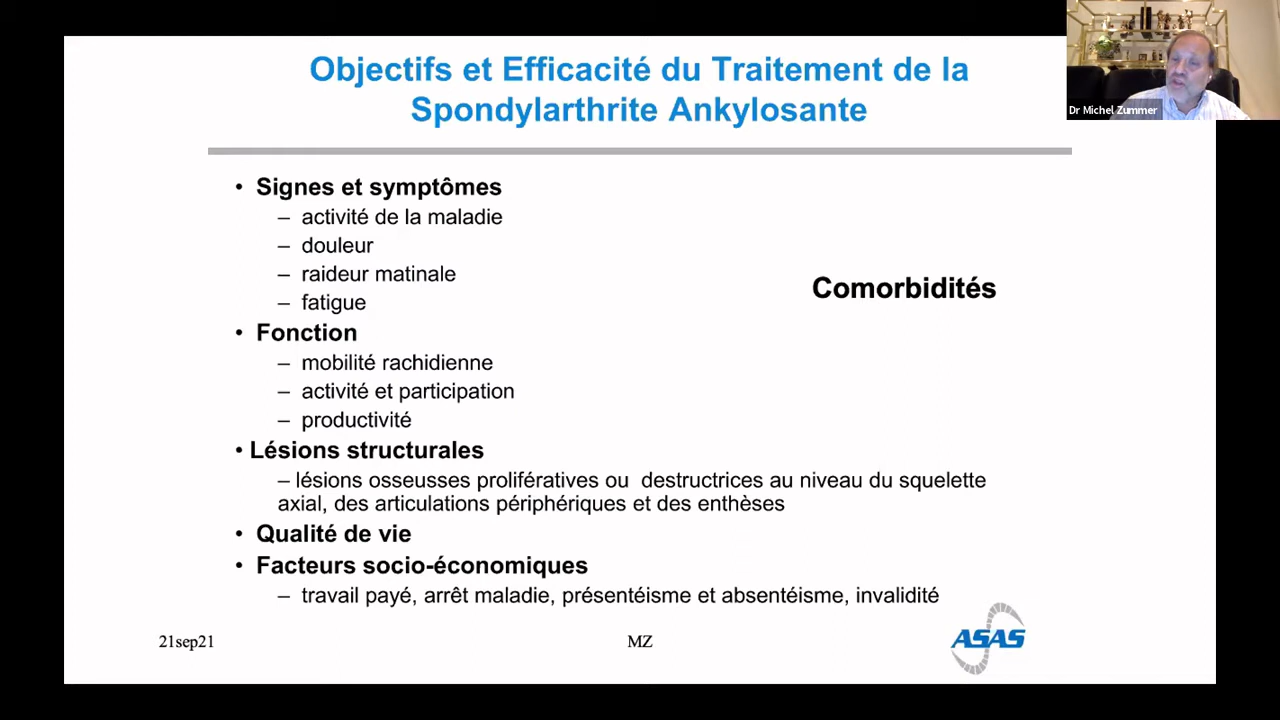 Objectifs et Efficacité du Traitement de la
Spondylarthrite Ankylosante
Dr Michel Zummer
• Signes et symptômes
– activité de la maladie
– douleur
– raideur matinale
– fatigue
Comorbidités
• Fonction
– mobilité rachidienne
– activité et participation
– productivité
• Lésions structurales
– lésions osseusses prolifératives ou destructrices au niveau du squelette
axial, des articulations périphériques et des enthèses
• Qualité de vie
• Facteurs socio-économiques
– travail payé, arrêt maladie, présentéisme et absentéisme, invalidité
21sep21
MZ
ASAS